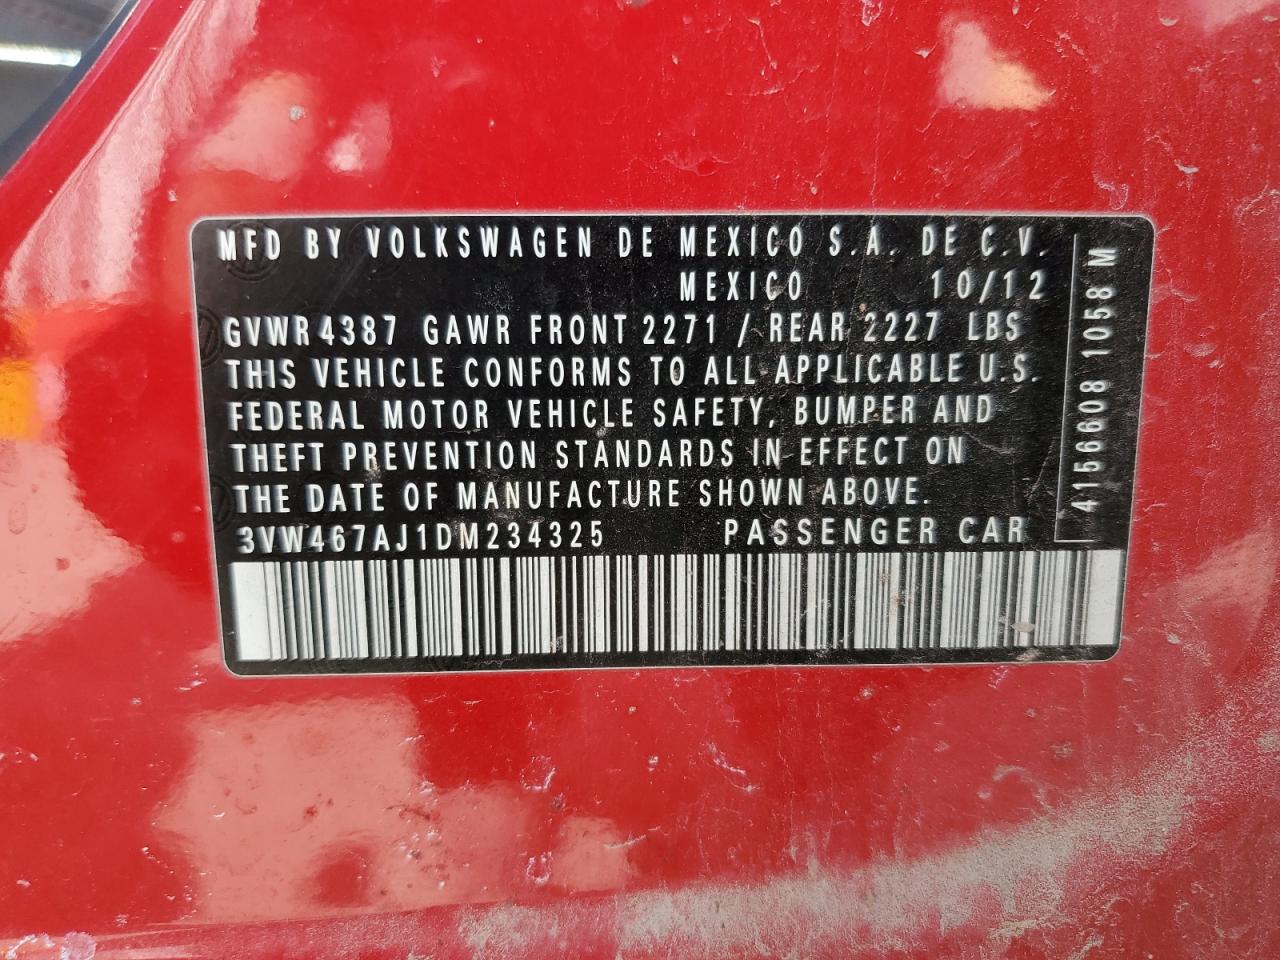 MFD BY VOLKSWAGEN DE MEXICO S.A. DE C.V.
MEXICO 10/12
GVWR 4387 GAWR FRONT 2271 / REAR 2227 LBS
THIS VEHICLE CONFORMS TO ALL APPLICABLE U.S.
FEDERAL MOTOR VEHICLE SAFETY, BUMPER AND
THEFT PREVENTION STANDARDS IN EFFECT ON
THE DATE OF MANUFACTURE SHOWN ABOVE.
3VW467AJ1DM234325 PASSENGER CAR
4156608 1058 M